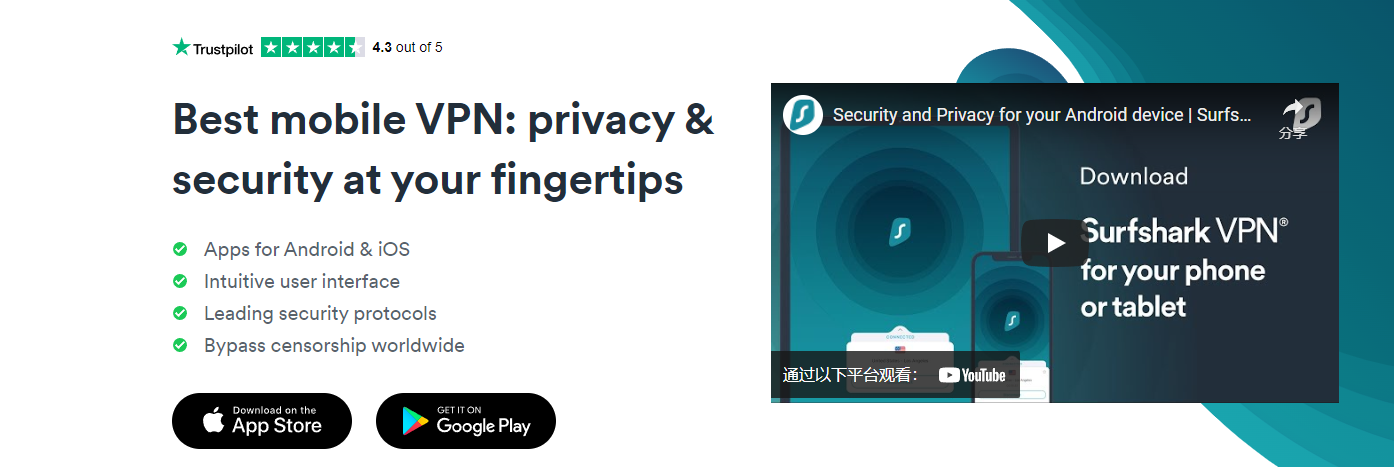 Trustpilot 4.3 out of 5
Best mobile VPN: privacy &
security at your fingertips
Apps for Android & iOS
Intuitive user interface
Leading security protocols
Bypass censorship worldwide
Download on the
App Store
GET IT ON
Google Play
Security and Privacy for your Android device | Surfs...
分享
Download
Surfshark VPN®
for your phone
or tablet
CONNECTED
通过以下平台观看： YouTube